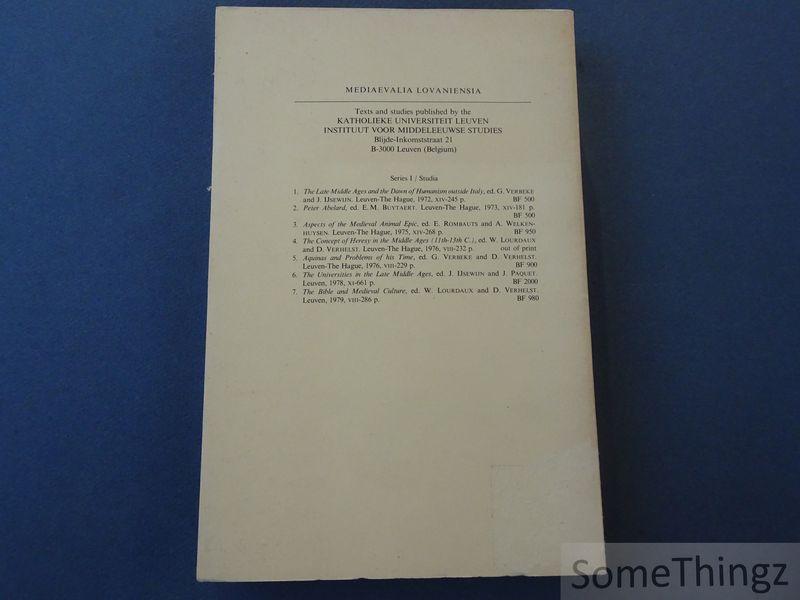 MEDIAEVALIA LOVANIENSIA
Texts and studies published by the
KATHOLIEKE UNIVERSITEIT LEUVEN
INSTITUUT VOOR MIDDELEEUWSE STUDIES
Blijde-Inkomststraat 21
B-3000 Leuven (Belgium)
Series I / Studia
1. The Late Middle Ages and the Dawn of Humanism outside Italy, ed. G. VERBEKE
and J. IJSEWIJN. Leuven-The Hague, 1972, XIV-245 p. BF 500
2. Peter Abelard, ed. E. M. BUYTAERT. Leuven-The Hague, 1973, XIV-181 p.
BF 500
3. Aspects of the Medieval Animal Epic, ed. E. ROMBAUTS and A. WELKEN-
HUYSEN. Leuven-The Hague, 1975, XIV-268 p. BF 950
4. The Concept of Heresy in the Middle Ages (11th-13th C.), ed. W. LOURDAUX
and D. VERHELST. Leuven-The Hague, 1976, VIII-232 p. out of print
5. Aquinas and Problems of his Time, ed. G. VERBEKE and D. VERHELST.
Leuven-The Hague, 1976, VIII-229 p. BF 900
6. The Universities in the Late Middle Ages, ed. J. IJSEWIJN and J. PAQUET.
Leuven, 1978, XI-661 p. BF 2000
7. The Bible and Medieval Culture, ed. W. LOURDAUX and D. VERHELST.
Leuven, 1979, VIII-286 p. BF 980
SomeThingz